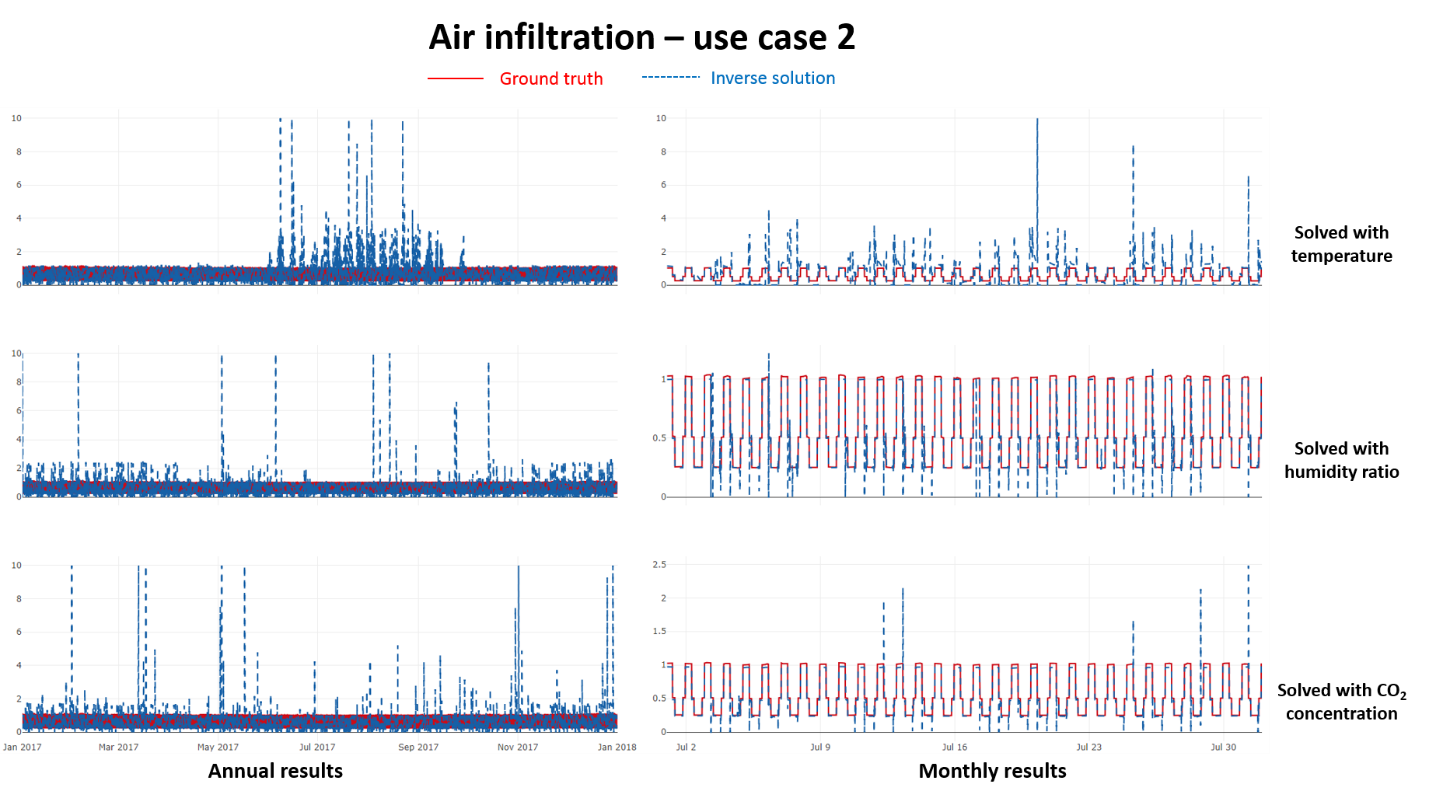 Air infiltration – use case 2
Ground truth
Inverse solution
10
8
6
4
2
0
10
8
6
4
2
0
Solved with
temperature
10
8
6
4
2
0
1
0.5
0
Solved with
humidity ratio
10
8
6
4
2
0
Jan 2017
Mar 2017
May 2017
Jul 2017
Sep 2017
Nov 2017
Jan 2018
2.5
2
1.5
1
0.5
0
Jul 2
Jul 9
Jul 16
Jul 23
Jul 30
Solved with CO₂
concentration
Annual results
Monthly results